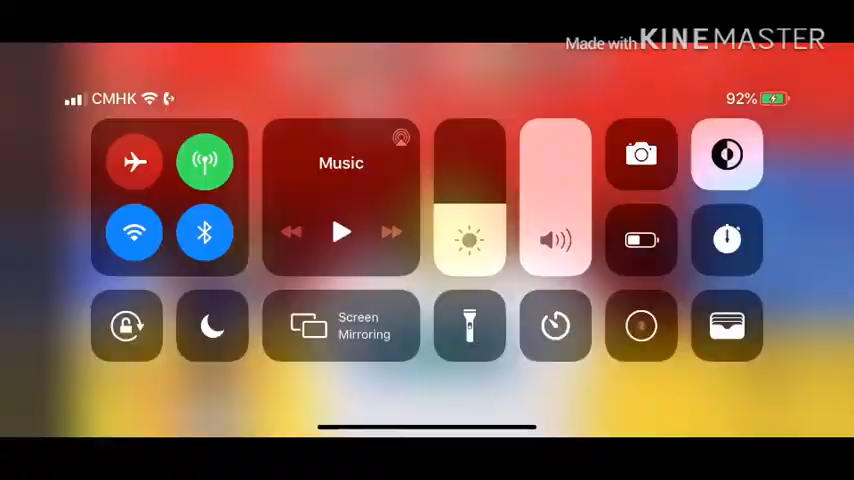 Made with KINEMASTER
CMHK
92%
Music
Screen
Mirroring